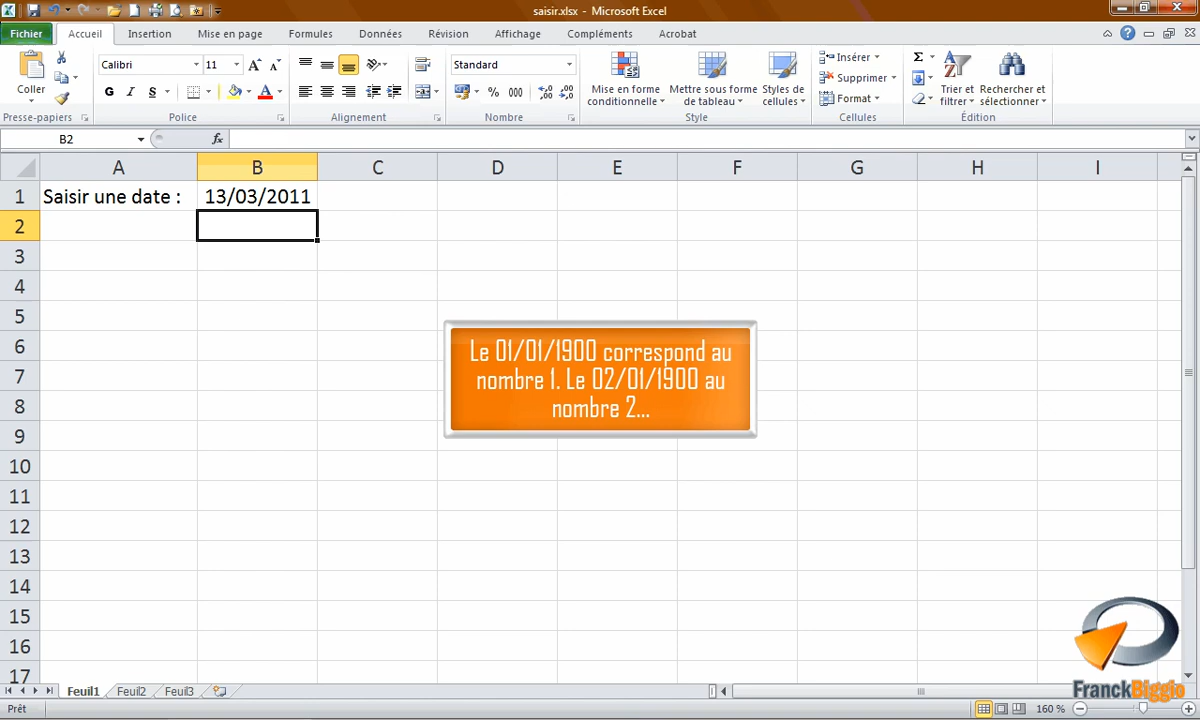 saisir.xlsx - Microsoft Excel
Fichier Accueil Insertion Mise en page Formules Données Révision Affichage Compléments Acrobat
Coller
Calibri 11
G I S
Standard
% 000
Mise en forme conditionnelle
Mettre sous forme de tableau
Styles de cellules
Insérer
Supprimer
Format
Σ
Trier et filtrer
Rechercher et sélectionner
Presse-papiers Police Alignement Nombre Style Cellules Édition
B2 fx
A B C D E F G H I
1 Saisir une date : 13/03/2011
2
3
4
5
6
7
8
9
10
11
12
13
14
15
16
17
Le 01/01/1900 correspond au
nombre 1. Le 02/01/1900 au
nombre 2...
FranckBiggio
Feuil1 Feuil2 Feuil3
Prêt 160 %